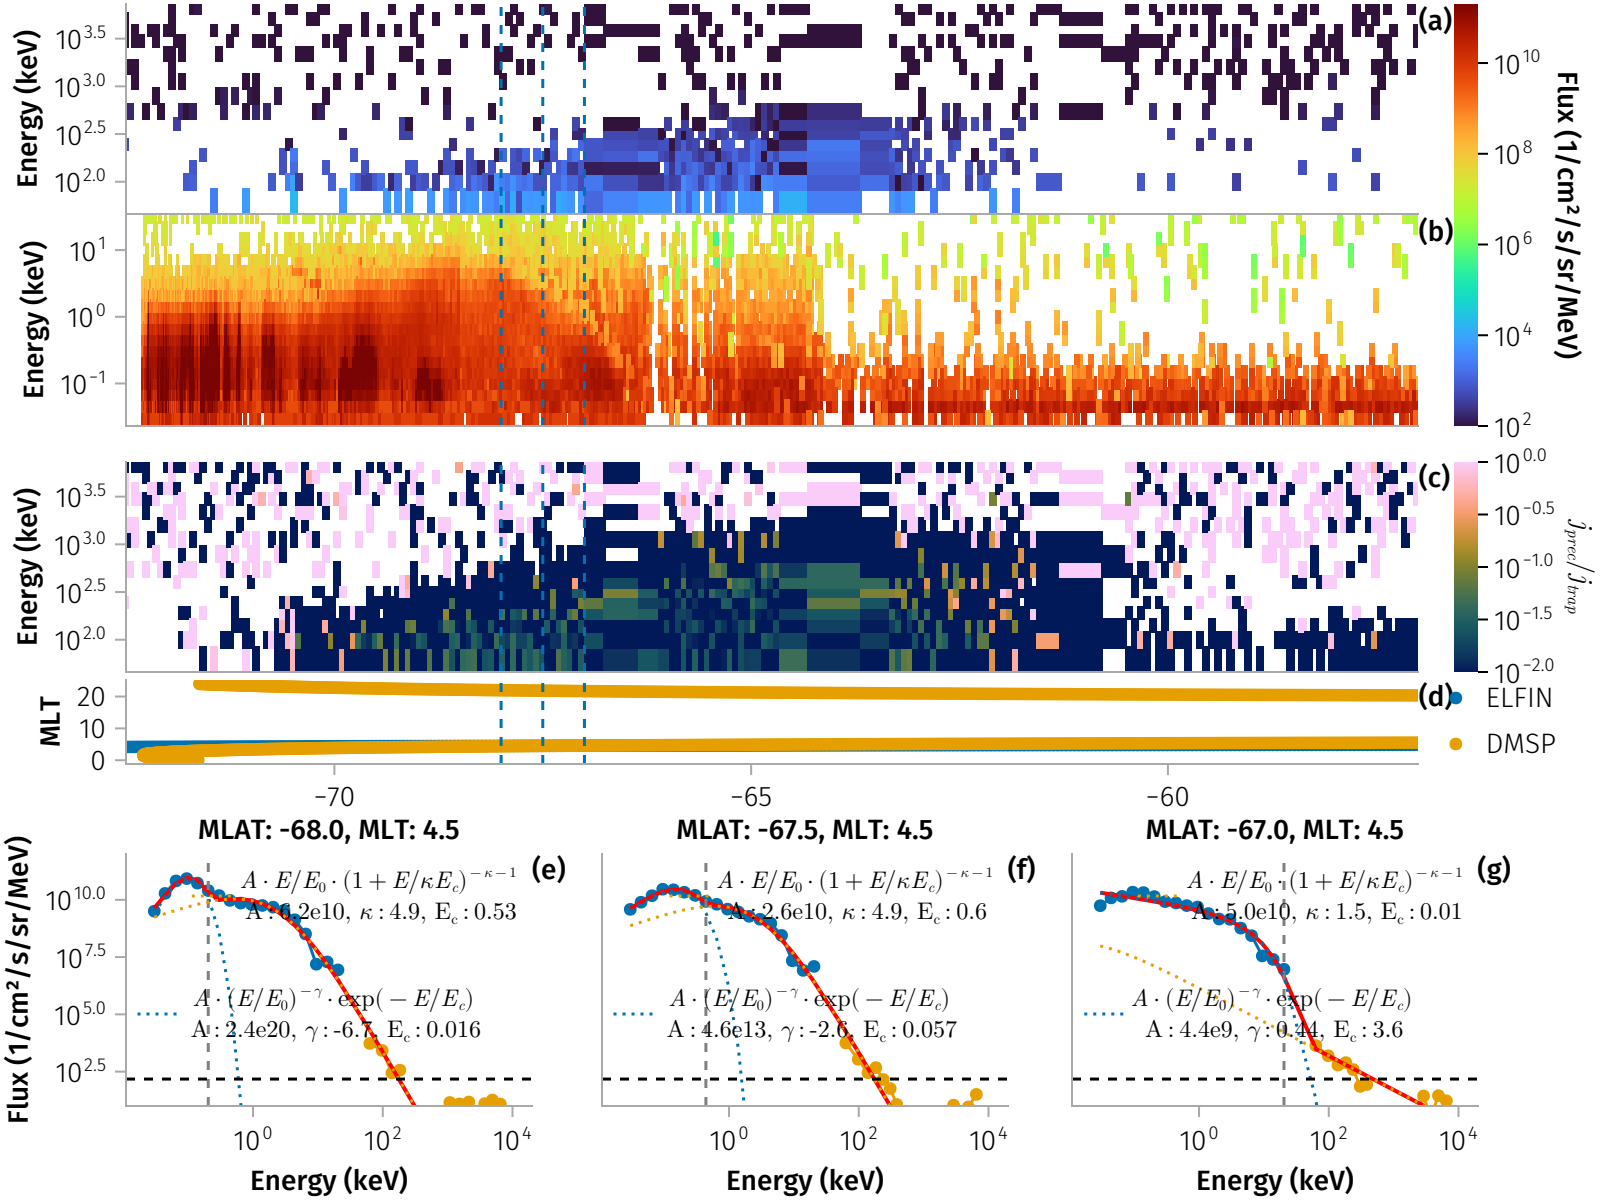 (a)
Energy (keV)
10^3.5
10^3.0
10^2.5
10^2.0
(b)
Energy (keV)
10^1
10^0
10^−1
Flux (1/cm²/s/sr/MeV)
10^10
10^8
10^6
10^4
10^2
(c)
Energy (keV)
10^3.5
10^3.0
10^2.5
10^2.0
10^0.0
10^−0.5
10^−1.0
10^−1.5
10^−2.0
j_prec/j_trap
(d)
MLT
20
10
0
ELFIN
DMSP
−70
−65
−60
MLAT: -68.0, MLT: 4.5
MLAT: -67.5, MLT: 4.5
MLAT: -67.0, MLT: 4.5
Flux (1/cm²/s/sr/MeV)
10^10.0
10^7.5
10^5.0
10^2.5
(e)
A · E/E₀ · (1 + E/κE_c)^−κ−1
A : 6.2e10, κ : 4.9, E_c : 0.53
A · (E/E₀)^−γ · exp(− E/E_c)
A : 2.4e20, γ : -6.7, E_c : 0.016
10^0
10^2
10^4
Energy (keV)
(f)
A · E/E₀ · (1 + E/κE_c)^−κ−1
A : 2.6e10, κ : 4.9, E_c : 0.6
A · (E/E₀)^−γ · exp(− E/E_c)
A : 4.6e13, γ : -2.6, E_c : 0.057
10^0
10^2
10^4
Energy (keV)
(g)
A · E/E₀ · (1 + E/κE_c)^−κ−1
A : 5.0e10, κ : 1.5, E_c : 0.01
A · (E/E₀)^−γ · exp(− E/E_c)
A : 4.4e9, γ : 0.44, E_c : 3.6
10^0
10^2
10^4
Energy (keV)